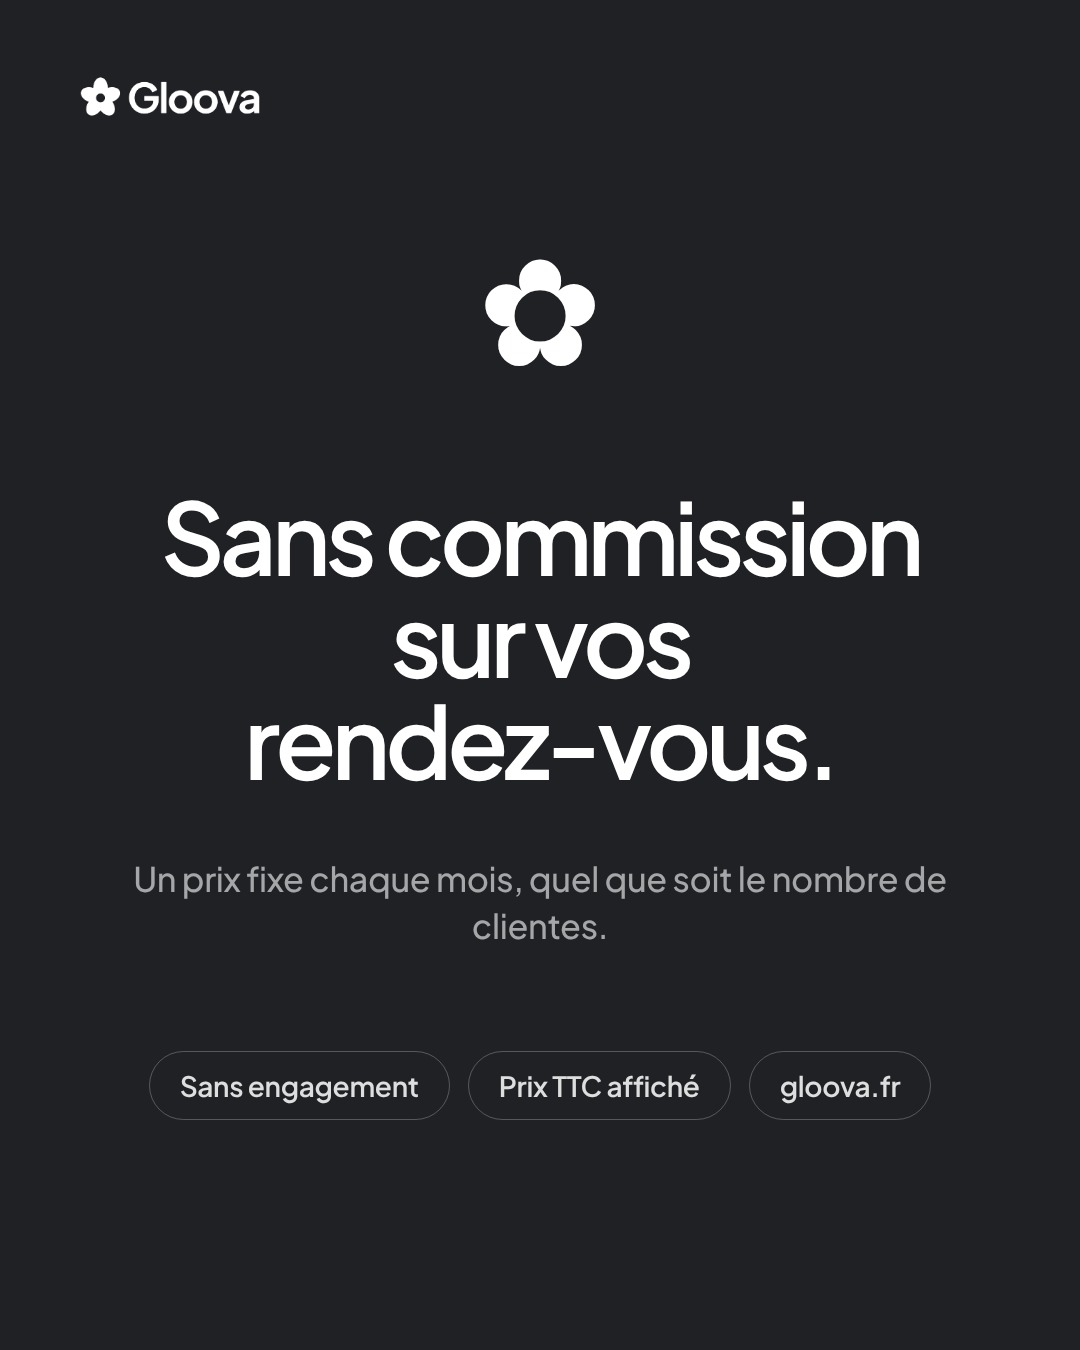 Gloova
Sans commission
sur vos
rendez-vous.
Un prix fixe chaque mois, quel que soit le nombre de
clientes.
Sans engagement
Prix TTC affiché
gloova.fr